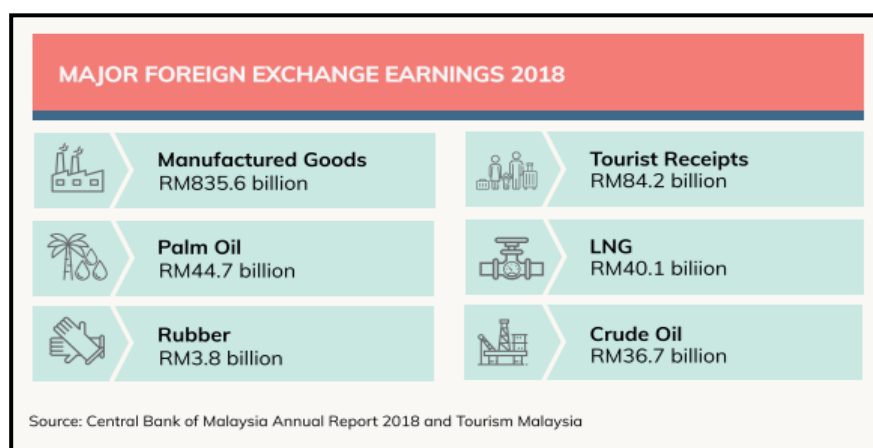 MAJOR FOREIGN EXCHANGE EARNINGS 2018
Manufactured Goods
RM835.6 billion
Tourist Receipts
RM84.2 billion
Palm Oil
RM44.7 billion
LNG
RM40.1 biliion
Rubber
RM3.8 billion
Crude Oil
RM36.7 billion
Source: Central Bank of Malaysia Annual Report 2018 and Tourism Malaysia